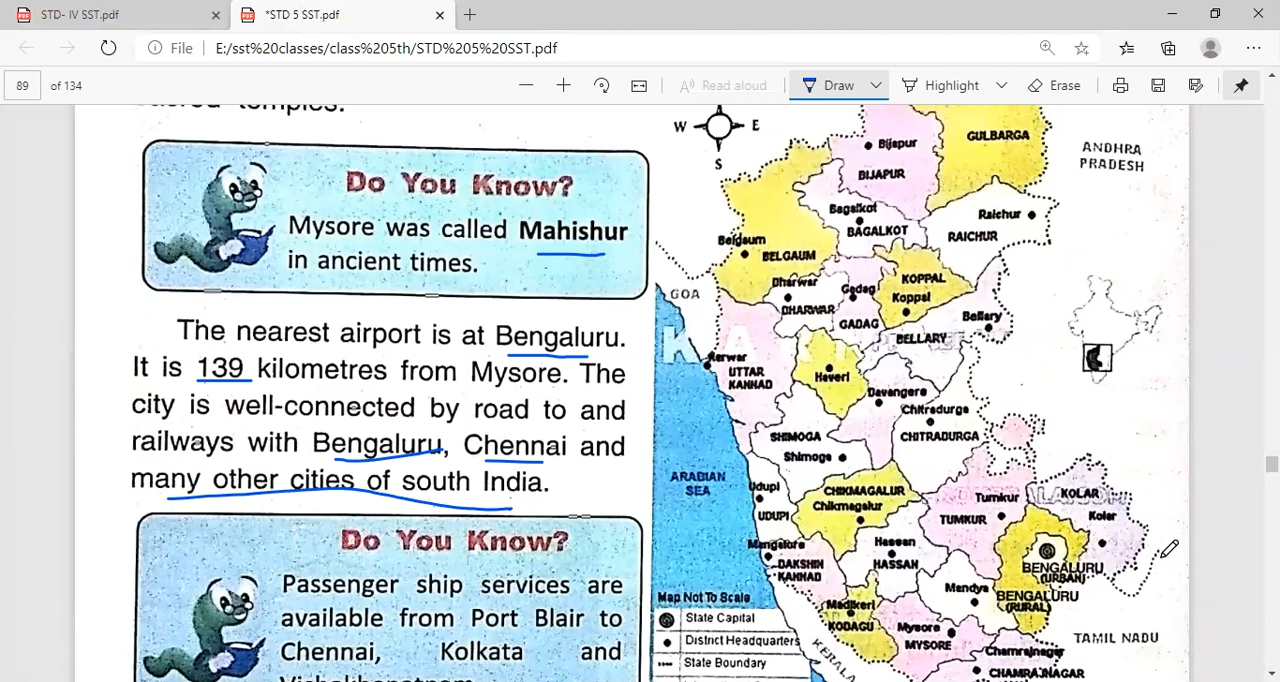 STD- IV SST.pdf
*STD 5 SST.pdf
File
E:/sst%20classes/class%205th/STD%205%20SST.pdf
89 of 134
Read aloud
Draw
Highlight
Erase
sacred temples.
Do You Know?
Mysore was called Mahishur
in ancient times.
The nearest airport is at Bengaluru.
It is 139 kilometres from Mysore. The
city is well-connected by road to and
railways with Bengaluru, Chennai and
many other cities of south India.
Do You Know?
Passenger ship services are
available from Port Blair to
Chennai, Kolkata and
Vishakhapatnam
W E
S
GULBARGA
ANDHRA
PRADESH
Bijapur
BIJAPUR
Bagalkot
BAGALKOT
Raichur
RAICHUR
Belgaum
BELGAUM
KOPPAL
Koppal
Dharwar
DHARWAR
Gadag
GADAG
GOA
Bellary
BELLARY
Karwar
UTTAR
KANNAD
Haveri
Davangere
Chitradurga
CHITRADURGA
SHIMOGA
Shimoga
ARABIAN
SEA
Udupi
UDUPI
CHIKMAGALUR
Chikmagalur
Tumkur
TUMKUR
KOLAR
Kolar
Mangalore
DAKSHIN
KANNAD
Hassan
HASSAN
BENGALURU
(URBAN)
BENGALURU
(RURAL)
Mandya
Map Not To Scale
State Capital
District Headquarters
State Boundary
Madikeri
KODAGU
Mysore
MYSORE
TAMIL NADU
Chamrajnagar
CHAMRAJNAGAR
KERALA